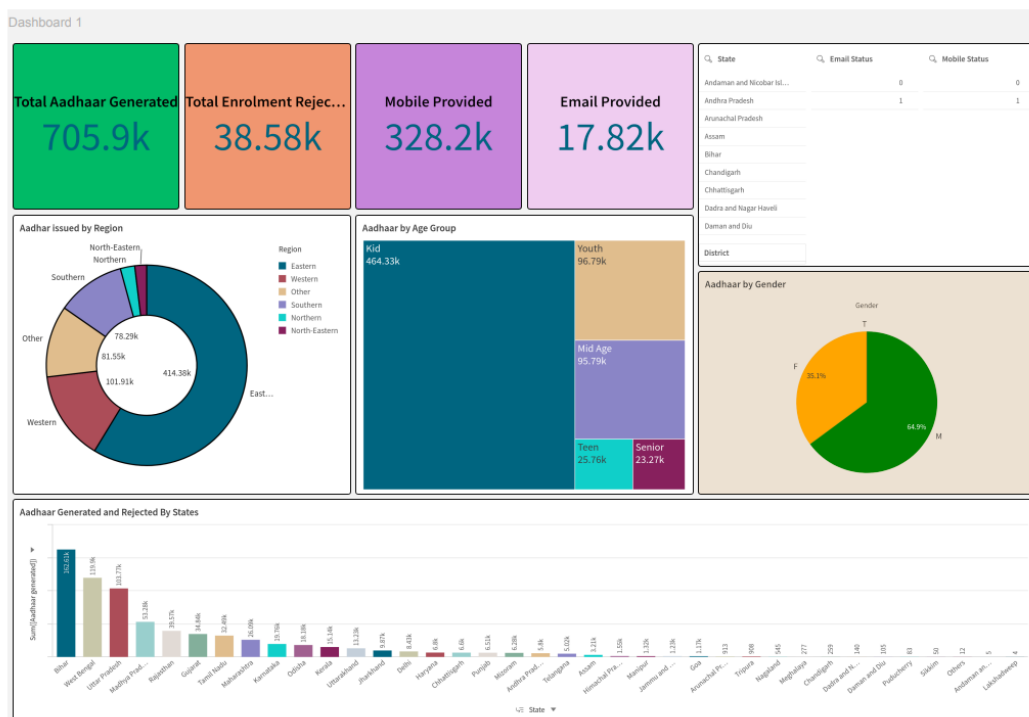 Dashboard 1
Total Aadhaar Generated
705.9k
Total Enrolment Rejec...
38.58k
Mobile Provided
328.2k
Email Provided
17.82k
State
Andaman and Nicobar Isl...
Andhra Pradesh
Arunachal Pradesh
Assam
Bihar
Chandigarh
Chhattisgarh
Dadra and Nagar Haveli
Daman and Diu
District
Email Status
0
1
Mobile Status
0
1
Aadhar issued by Region
North-Eastern
Northern
Southern
Other
Western
East...
78.29k
81.55k
101.91k
414.38k
Region
Eastern
Western
Other
Southern
Northern
North-Eastern
Aadhaar by Age Group
Kid
464.33k
Youth
96.79k
Mid Age
95.79k
Teen
25.76k
Senior
23.27k
Aadhaar by Gender
Gender
T
F
35.1%
64.9%
M
Aadhaar Generated and Rejected By States
Sum([Aadhaar generated])
162.61k
119.9k
103.77k
53.28k
39.57k
34.84k
32.49k
26.09k
19.76k
18.18k
15.14k
13.23k
9.87k
8.43k
6.8k
6.6k
6.51k
6.28k
5.4k
5.02k
3.21k
1.55k
1.32k
1.23k
1.17k
913
908
545
277
259
140
105
83
50
12
5
4
Bihar
West Bengal
Uttar Pradesh
Madhya Prad...
Rajasthan
Gujarat
Tamil Nadu
Maharashtra
Karnataka
Odisha
Kerala
Uttarakhand
Jharkhand
Delhi
Haryana
Chhattisgarh
Punjab
Mizoram
Andhra Prad...
Telangana
Assam
Himachal Pra...
Manipur
Jammu and ...
Goa
Arunachal Pr...
Tripura
Nagaland
Meghalaya
Chandigarh
Dadra and N...
Daman and Diu
Puducherry
Sikkim
Others
Andaman an...
Lakshadweep
State